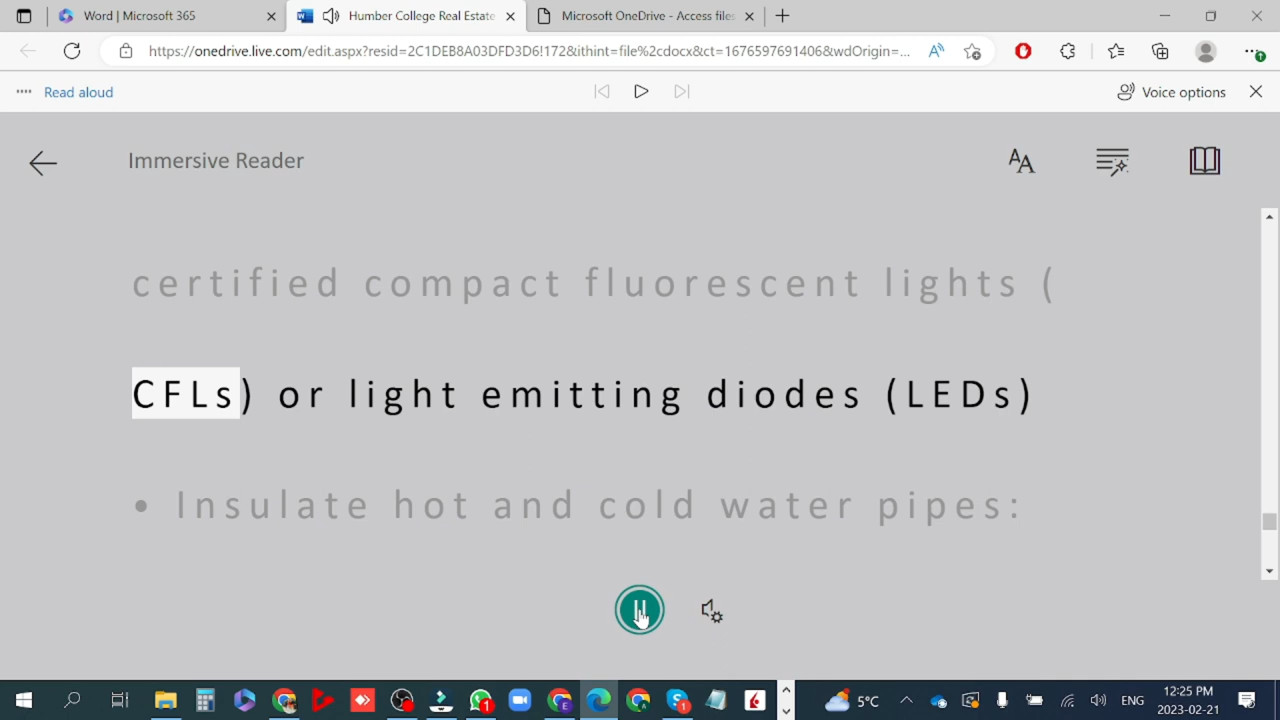 Word | Microsoft 365
Humber College Real Estate
Microsoft OneDrive - Access files
https://onedrive.live.com/edit.aspx?resid=2C1DEB8A03DFD3D6!172&ithint=file%2cdocx&ct=1676597691406&wdOrigin=...
Read aloud
Voice options
Immersive Reader
certified compact fluorescent lights (
CFLs) or light emitting diodes (LEDs)
• Insulate hot and cold water pipes:
5°C
ENG
12:25 PM
2023-02-21